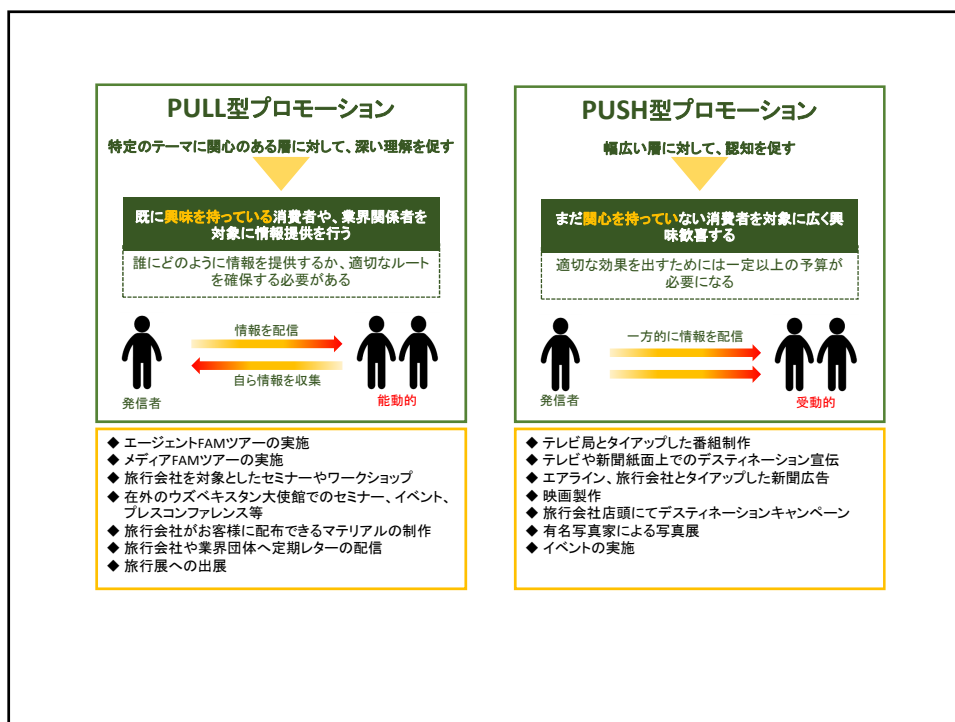 PULL型プロモーション
特定のテーマに関心のある層に対して、深い理解を促す
既に興味を持っている消費者や、業界関係者を
対象に情報提供を行う
誰にどのように情報を提供するか、適切なルート
を確保する必要がある
情報を配信
自ら情報を収集
発信者
能動的
◆ エージェントFAMツアーの実施
◆ メディアFAMツアーの実施
◆ 旅行会社を対象としたセミナーやワークショップ
◆ 在外のウズベキスタン大使館でのセミナー、イベント、
プレスコンファレンス等
◆ 旅行会社がお客様に配布できるマテリアルの制作
◆ 旅行会社や業界団体へ定期レターの配信
◆ 旅行展への出展
PUSH型プロモーション
幅広い層に対して、認知を促す
まだ関心を持っていない消費者を対象に広く興
味歓喜する
適切な効果を出すためには一定以上の予算が
必要になる
一方的に情報を配信
発信者
受動的
◆ テレビ局とタイアップした番組制作
◆ テレビや新聞紙面上でのデスティネーション宣伝
◆ エアライン、旅行会社とタイアップした新聞広告
◆ 映画製作
◆ 旅行会社店頭にてデスティネーションキャンペーン
◆ 有名写真家による写真展
◆ イベントの実施